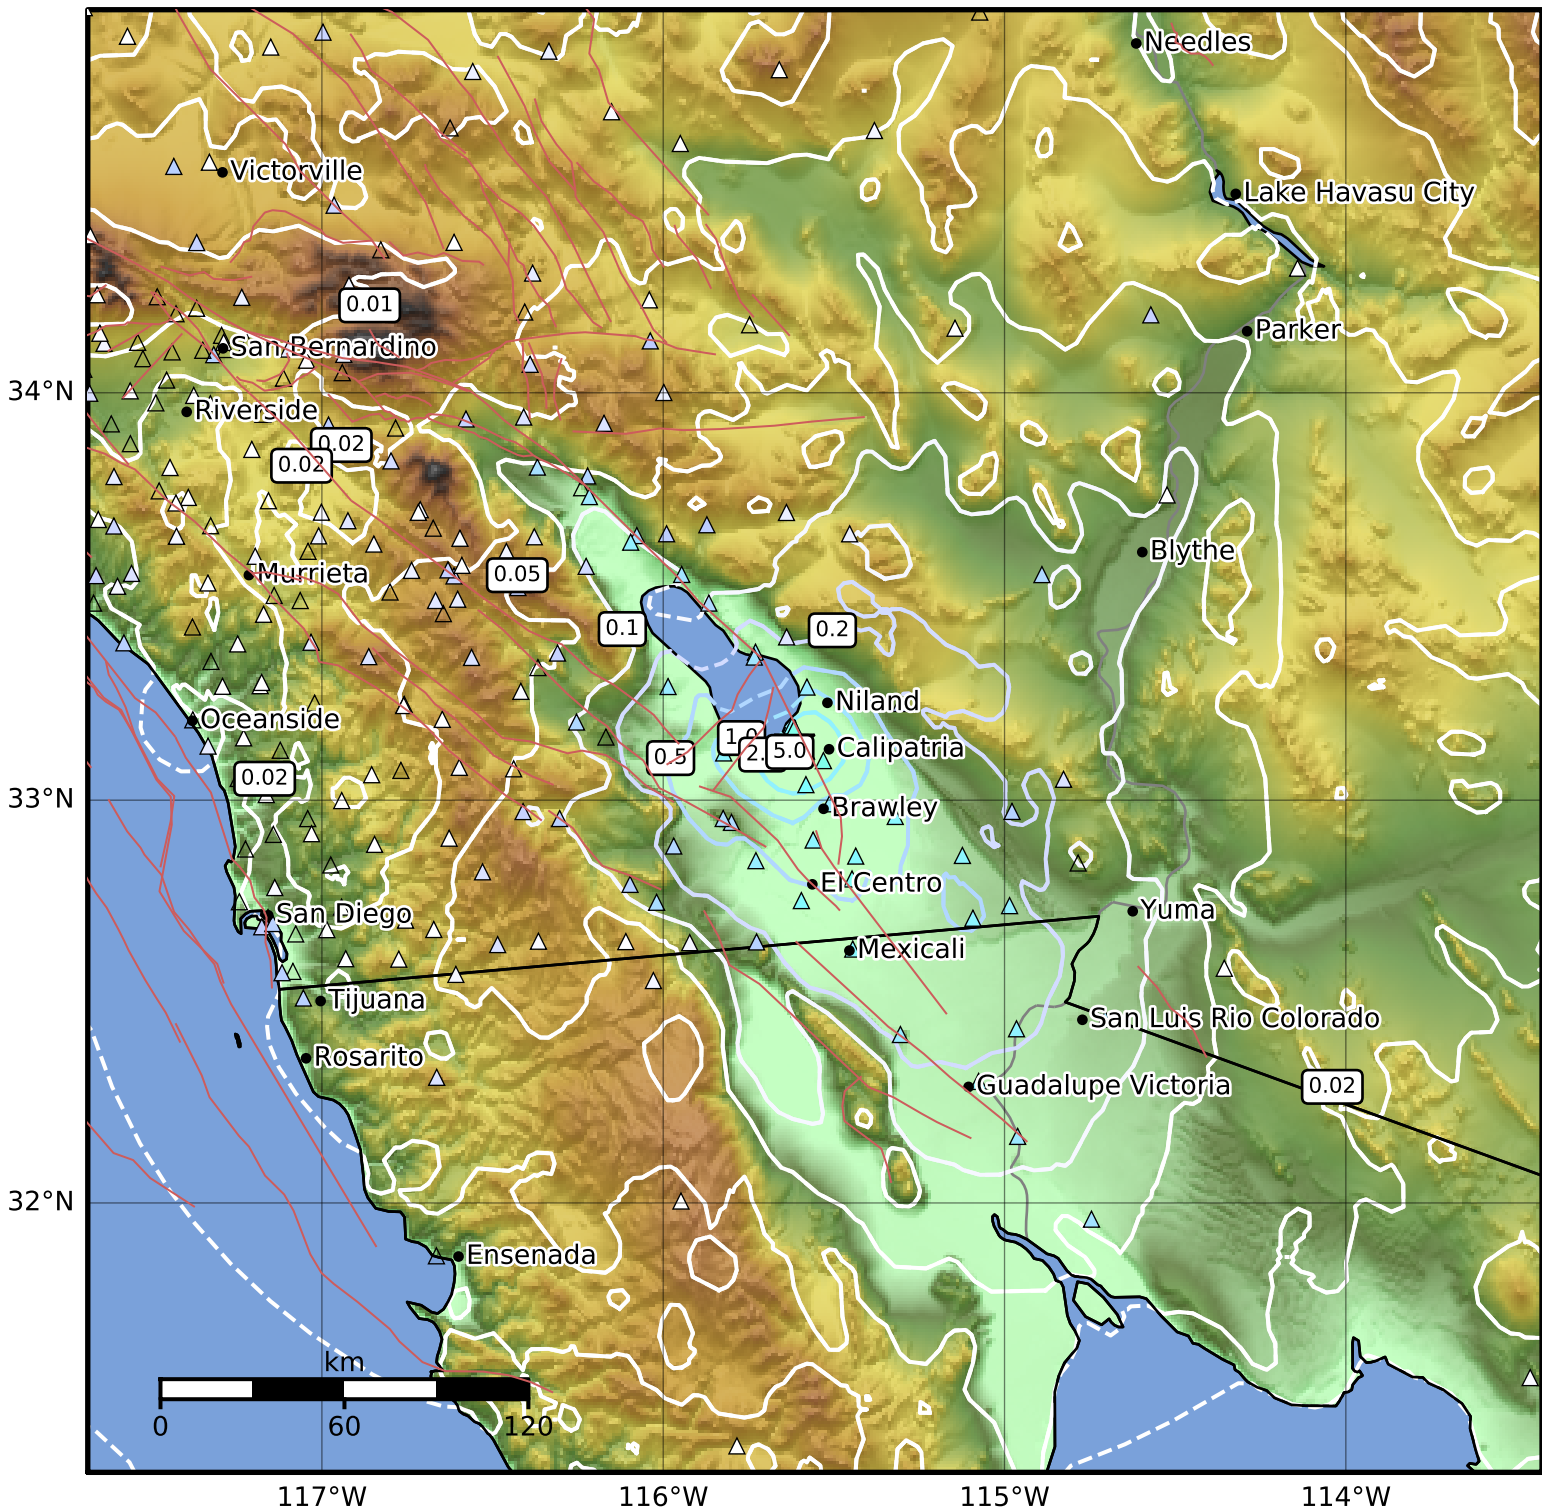 Needles
Victorville
Lake Havasu City
0.01
Parker
San Bernardino
34°N
Riverside
0.02
0.02
Blythe
Murrieta
0.05
0.1
0.2
Niland
Oceanside
1.0
Calipatria
0.5
2.
5.0
0.02
33°N
Brawley
El Centro
Yuma
San Diego
Mexicali
Tijuana
San Luis Rio Colorado
Rosarito
Guadalupe Victoria
0.02
32°N
Ensenada
km
0
60
120
117°W
116°W
115°W
114°W